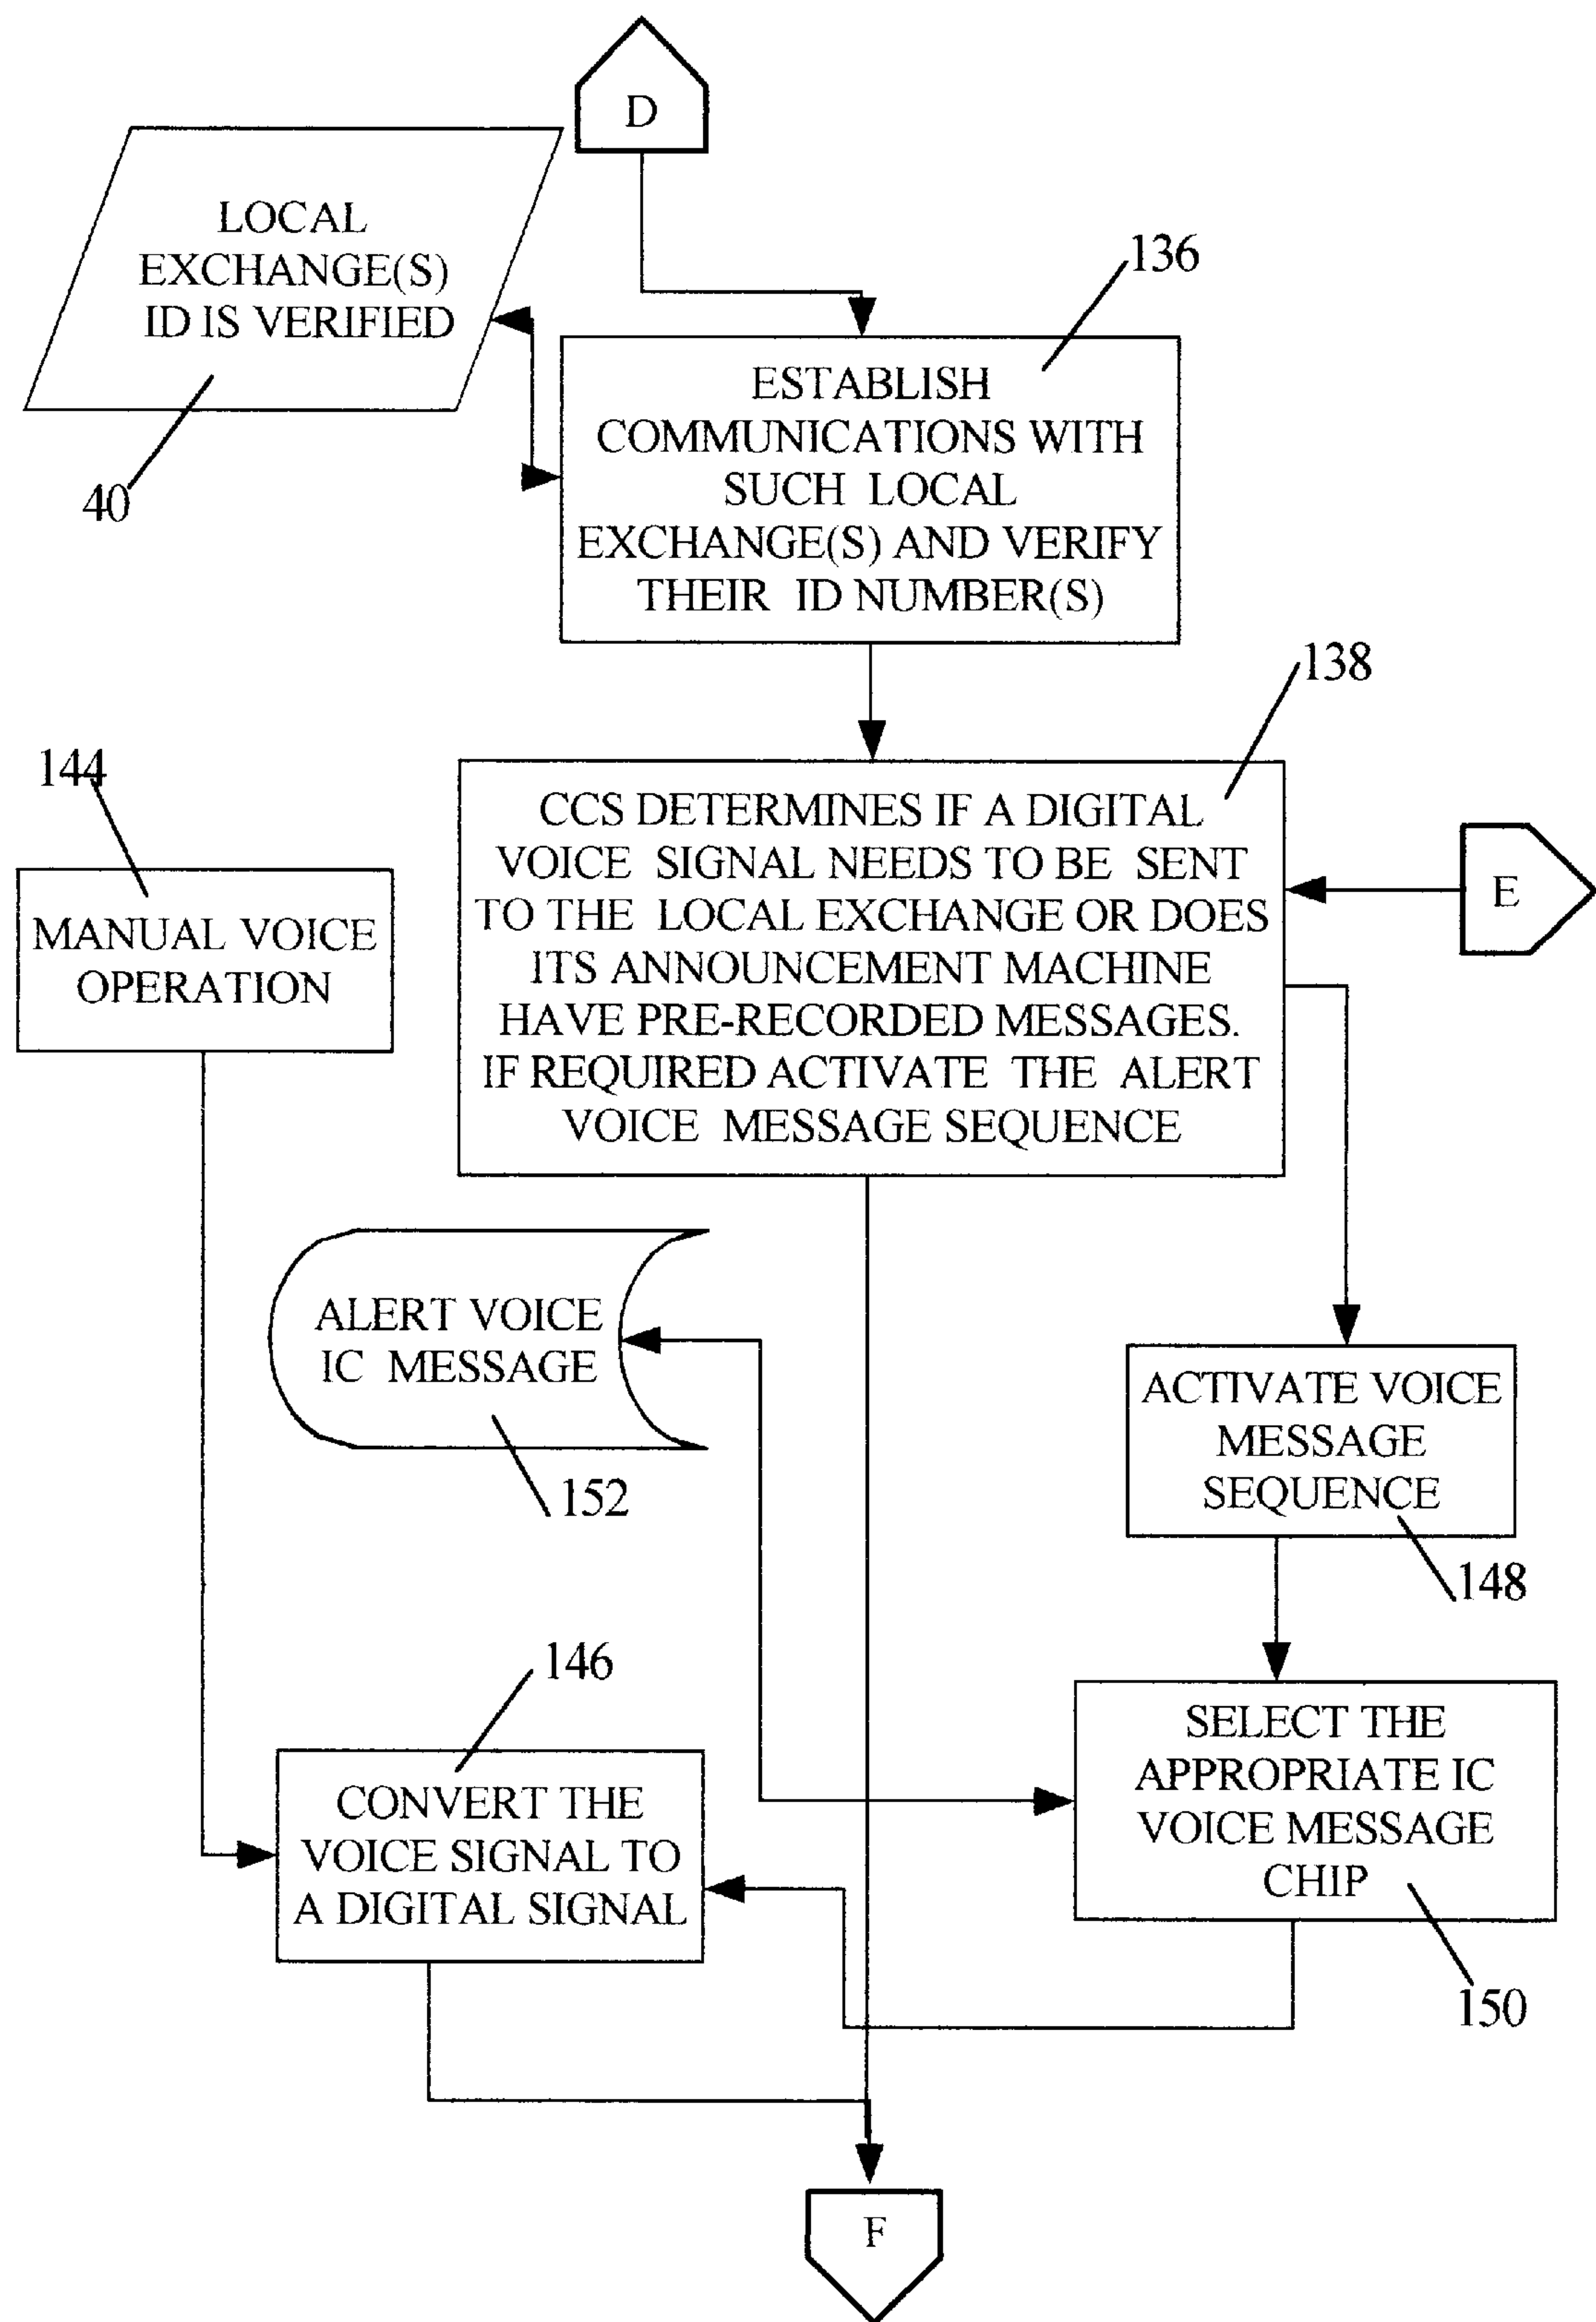 D
LOCAL
EXCHANGE(S)
ID IS VERIFIED
40
136
ESTABLISH
COMMUNICATIONS WITH
SUCH LOCAL
EXCHANGE(S) AND VERIFY
THEIR ID NUMBER(S)
138
144
CCS DETERMINES IF A DIGITAL
VOICE SIGNAL NEEDS TO BE SENT
TO THE LOCAL EXCHANGE OR DOES
ITS ANNOUNCEMENT MACHINE
HAVE PRE-RECORDED MESSAGES.
IF REQUIRED ACTIVATE THE ALERT
VOICE MESSAGE SEQUENCE
E
MANUAL VOICE
OPERATION
ALERT VOICE
IC MESSAGE
152
ACTIVATE VOICE
MESSAGE
SEQUENCE
148
146
CONVERT THE
VOICE SIGNAL TO
A DIGITAL SIGNAL
SELECT THE
APPROPRIATE IC
VOICE MESSAGE
CHIP
150
F